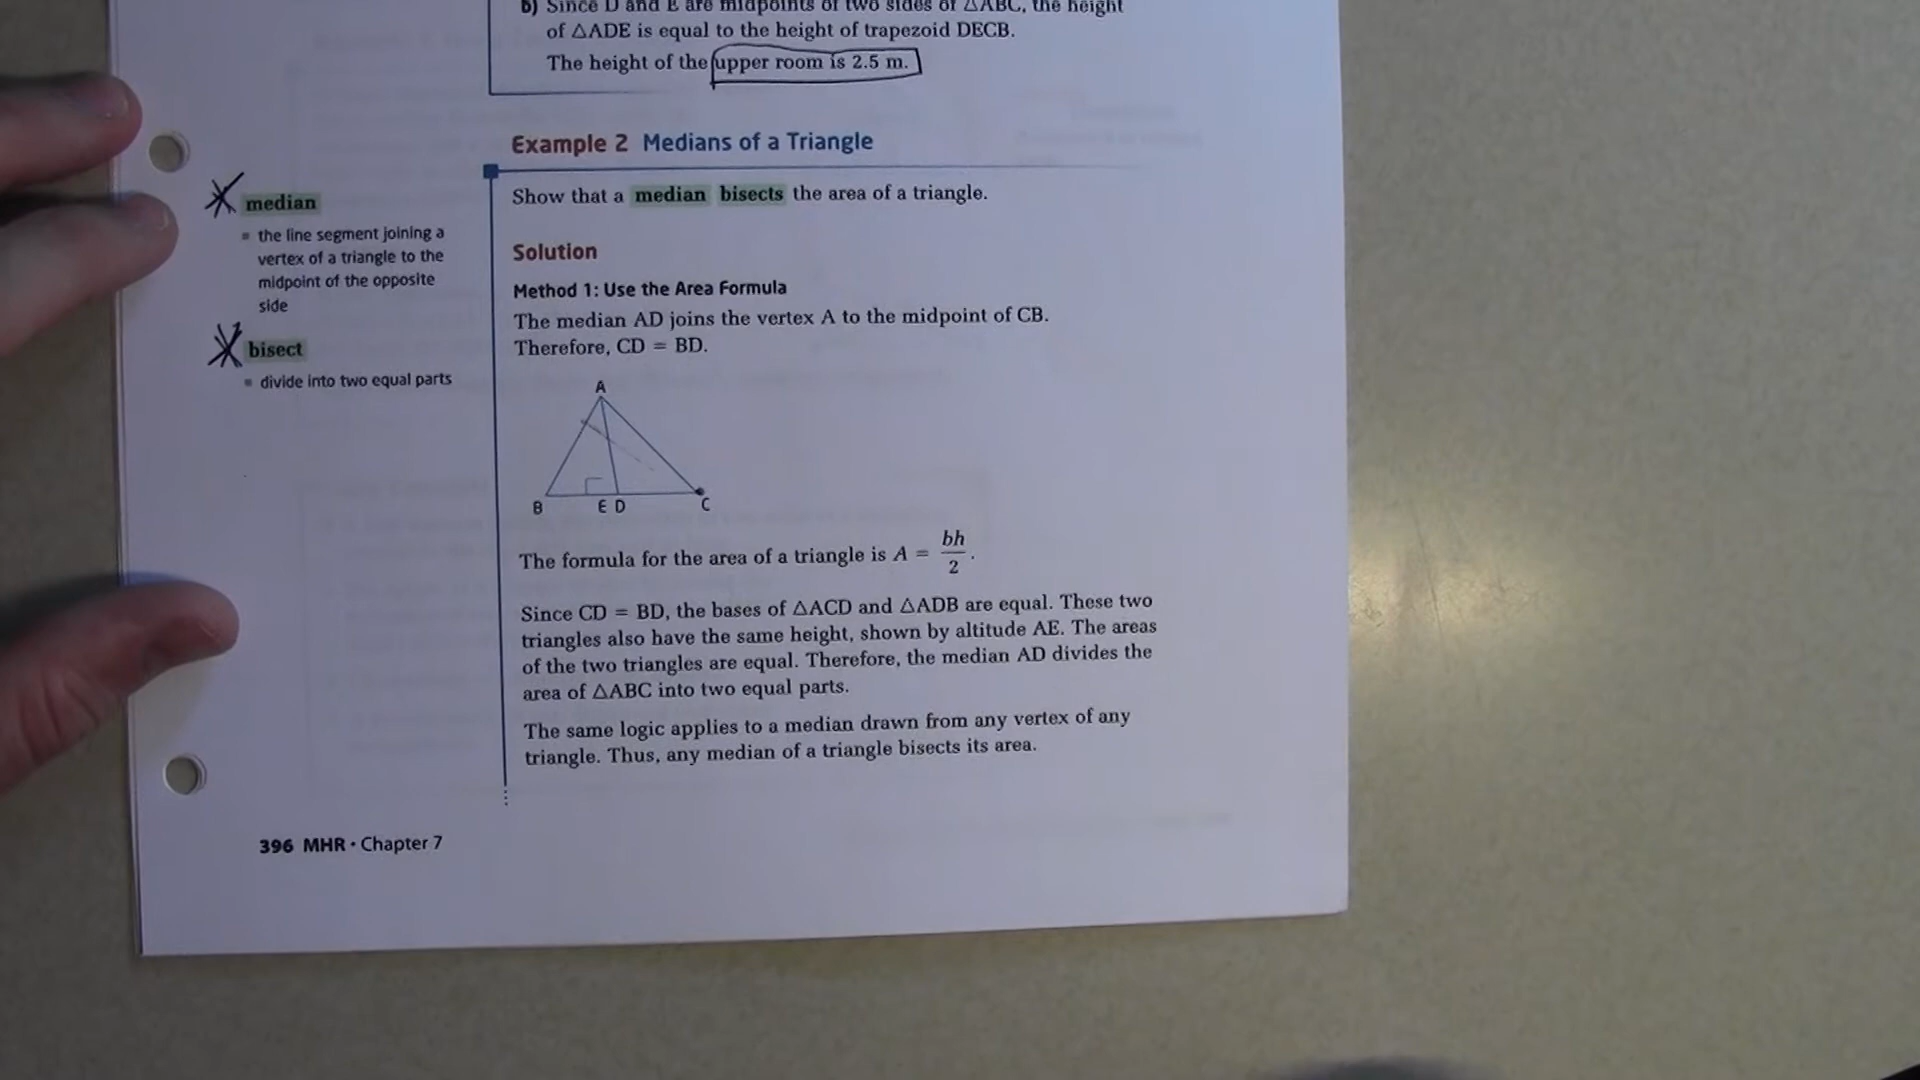 b) Since D and E are midpoints of two sides of △ABC, the height
of △ADE is equal to the height of trapezoid DECB.
The height of the upper room is 2.5 m.
Example 2 Medians of a Triangle
Show that a median bisects the area of a triangle.
median
▪ the line segment joining a
vertex of a triangle to the
midpoint of the opposite
side
bisect
▪ divide into two equal parts
Solution
Method 1: Use the Area Formula
The median AD joins the vertex A to the midpoint of CB.
Therefore, CD = BD.
A
B E D C
The formula for the area of a triangle is A = bh/2.
Since CD = BD, the bases of △ACD and △ADB are equal. These two
triangles also have the same height, shown by altitude AE. The areas
of the two triangles are equal. Therefore, the median AD divides the
area of △ABC into two equal parts.
The same logic applies to a median drawn from any vertex of any
triangle. Thus, any median of a triangle bisects its area.
396 MHR • Chapter 7